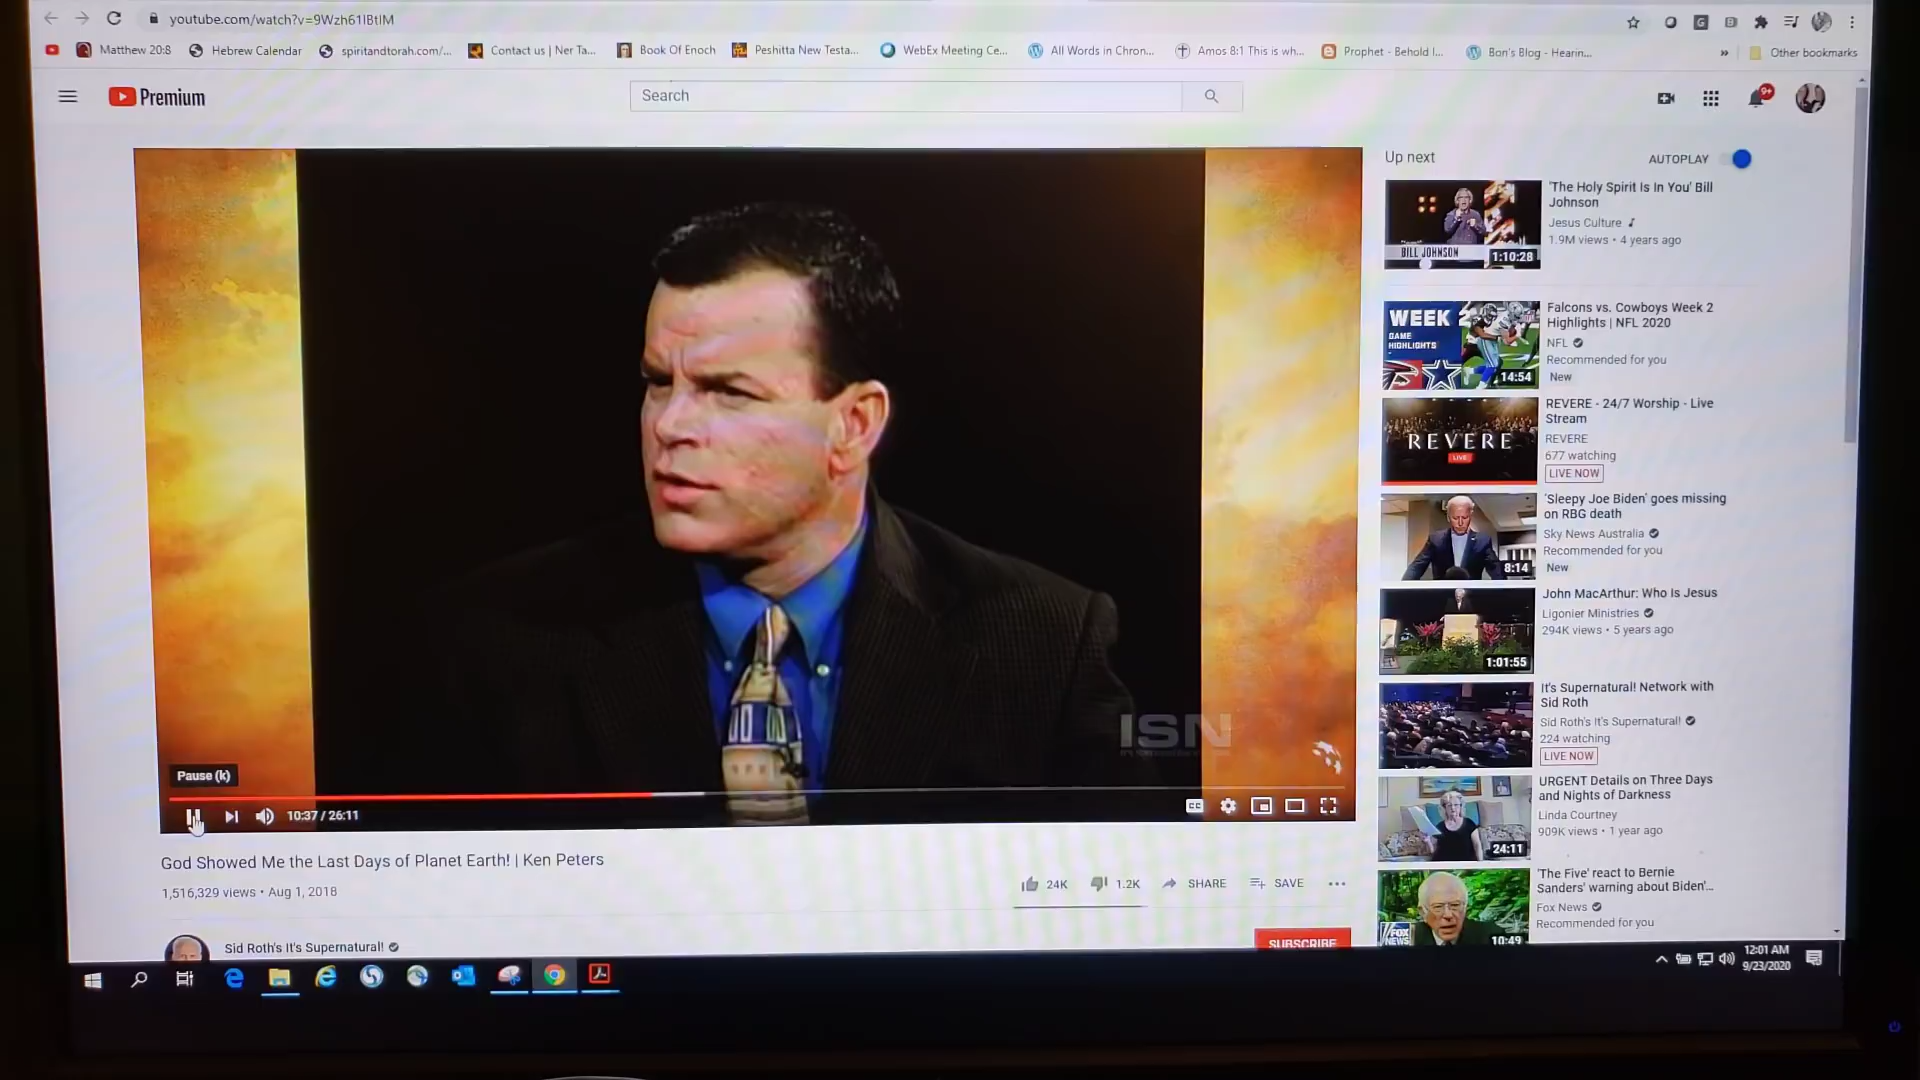 youtube.com/watch?v=9Wzh61IBtlM
Matthew 20:8
Hebrew Calendar
spiritandtorah.com/...
Contact us | Ner Ta...
Book Of Enoch
Peshitta New Testa...
WebEx Meeting Ce...
All Words in Chron...
Amos 8:1 This is wh...
Prophet - Behold I...
Bon's Blog - Hearin...
»
Other bookmarks
Premium
Search
9+
Up next
AUTOPLAY
BILL JOHNSON
1:10:28
'The Holy Spirit Is In You' Bill
Johnson
Jesus Culture
1.9M views • 4 years ago
WEEK 2
GAME
HIGHLIGHTS
14:54
Falcons vs. Cowboys Week 2
Highlights | NFL 2020
NFL
Recommended for you
New
REVERE
LIVE
REVERE - 24/7 Worship - Live
Stream
REVERE
677 watching
LIVE NOW
8:14
'Sleepy Joe Biden' goes missing
on RBG death
Sky News Australia
Recommended for you
New
1:01:55
John MacArthur: Who Is Jesus
Ligonier Ministries
294K views • 5 years ago
It's Supernatural! Network with
Sid Roth
Sid Roth's It's Supernatural!
224 watching
LIVE NOW
24:11
URGENT Details on Three Days
and Nights of Darkness
Linda Courtney
909K views • 1 year ago
FOX
NEWS
10:49
'The Five' react to Bernie
Sanders' warning about Biden'...
Fox News
Recommended for you
ISN
Pause (k)
10:37 / 26:11
CC
God Showed Me the Last Days of Planet Earth! | Ken Peters
1,516,329 views • Aug 1, 2018
24K
1.2K
SHARE
SAVE
Sid Roth's It's Supernatural!
SUBSCRIBE
12:01 AM
9/23/2020